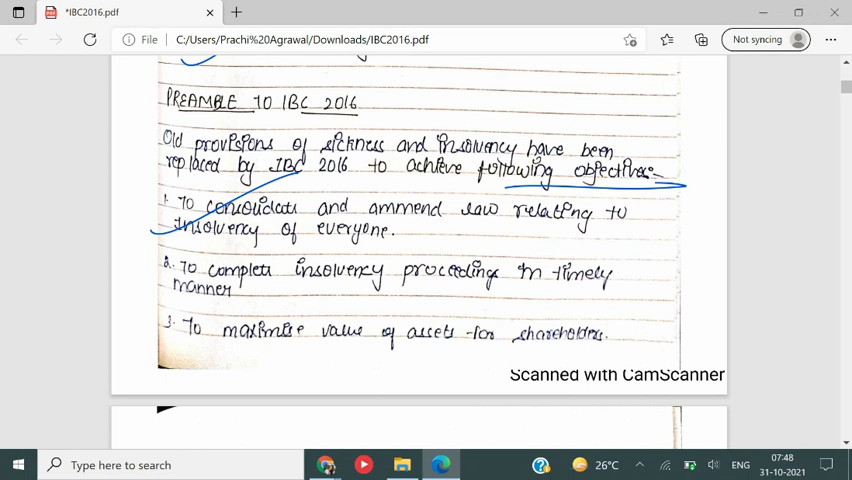 *IBC2016.pdf
File
C:/Users/Prachi%20Agrawal/Downloads/IBC2016.pdf
Not syncing
PREAMBLE TO IBC 2016
Old provisions of sickness and insolvency have been
replaced by IBC 2016 to achieve following objectives:-
1. To consolidate and ammend law relating to
insolvency of everyone.
2. To complete insolvency proceeding in timely
manner
3. To maximise value of assets for shareholders.
Scanned with CamScanner
Type here to search
26°C
ENG
07:48
31-10-2021